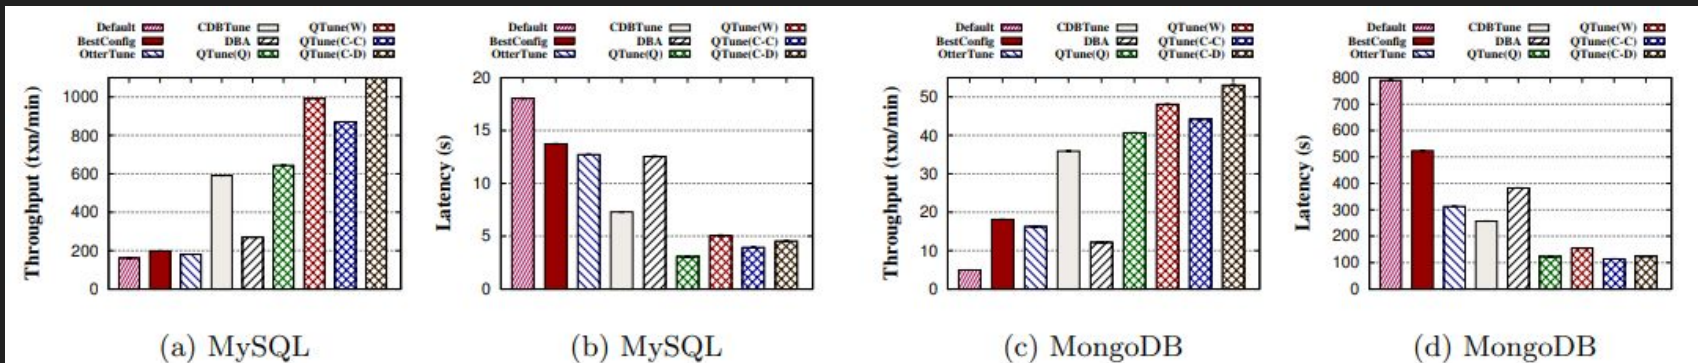 Default CDBTune QTune(W)
BestConfig DBA QTune(C-C)
OtterTune QTune(Q) QTune(C-D)
Throughput (txn/min)
1000
800
600
400
200
0
(a) MySQL
Default CDBTune QTune(W)
BestConfig DBA QTune(C-C)
OtterTune QTune(Q) QTune(C-D)
Latency (s)
20
15
10
5
0
(b) MySQL
Default CDBTune QTune(W)
BestConfig DBA QTune(C-C)
OtterTune QTune(Q) QTune(C-D)
Throughput (txn/min)
50
40
30
20
10
0
(c) MongoDB
Default CDBTune QTune(W)
BestConfig DBA QTune(C-C)
OtterTune QTune(Q) QTune(C-D)
Latency (s)
800
700
600
500
400
300
200
100
0
(d) MongoDB